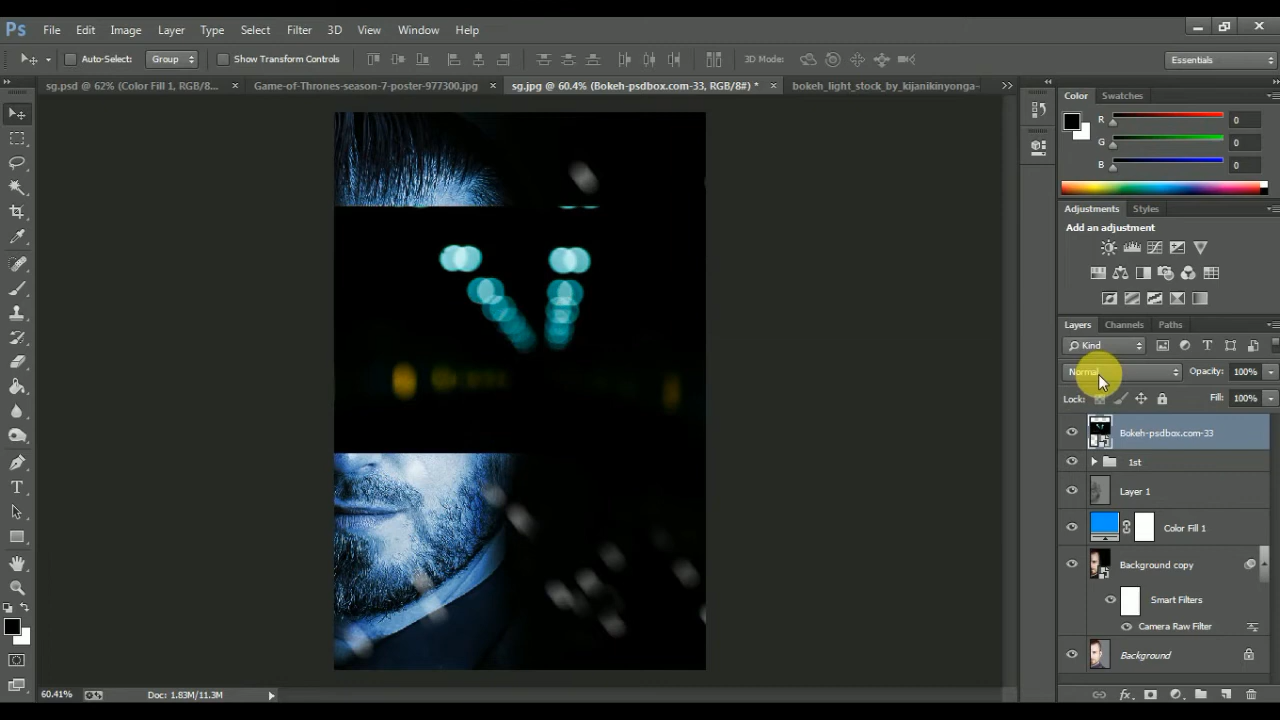 Ps File Edit Image Layer Type Select Filter 3D View Window Help
Auto-Select: Group Show Transform Controls 3D Mode: Essentials
sg.psd @ 62% (Color Fill 1, RGB/8... × Game-of-Thrones-season-7-poster-977300.jpg × sg.jpg @ 60.4% (Bokeh-psdbox.com-33, RGB/8#) * × bokeh_light_stock_by_kijanikinyonga-
Color Swatches
R 0
G 0
B 0
Adjustments Styles
Add an adjustment
Layers Channels Paths
Kind
Normal Opacity: 100%
Lock: Fill: 100%
Bokeh-psdbox.com-33
1st
Layer 1
Color Fill 1
Background copy
Smart Filters
Camera Raw Filter
Background
60.41% Doc: 1.83M/11.3M